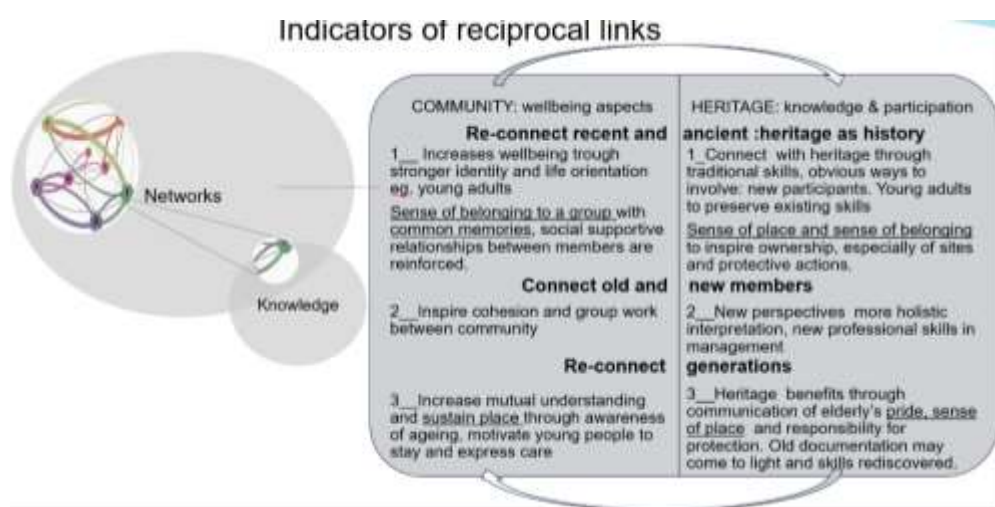 Indicators of reciprocal links
Networks
Knowledge
COMMUNITY: wellbeing aspects
HERITAGE: knowledge & participation
Re-connect recent and
ancient :heritage as history
1__ Increases wellbeing trough
stronger identity and life orientation
eg. young adults
Sense of belonging to a group with
common memories, social supportive
relationships between members are
reinforced.
1_Connect with heritage through
traditional skills, obvious ways to
involve: new participants. Young adults
to preserve existing skills
Sense of place and sense of belonging
to inspire ownership, especially of sites
and protective actions.
Connect old and
new members
2__Inspire cohesion and group work
between community
2__New perspectives more holistic
interpretation, new professional skills in
management
Re-connect
generations
3__Increase mutual understanding
and sustain place through awareness
of ageing, motivate young people to
stay and express care
3__Heritage benefits through
communication of elderly's pride, sense
of place and responsibility for
protection. Old documentation may
come to light and skills rediscovered.